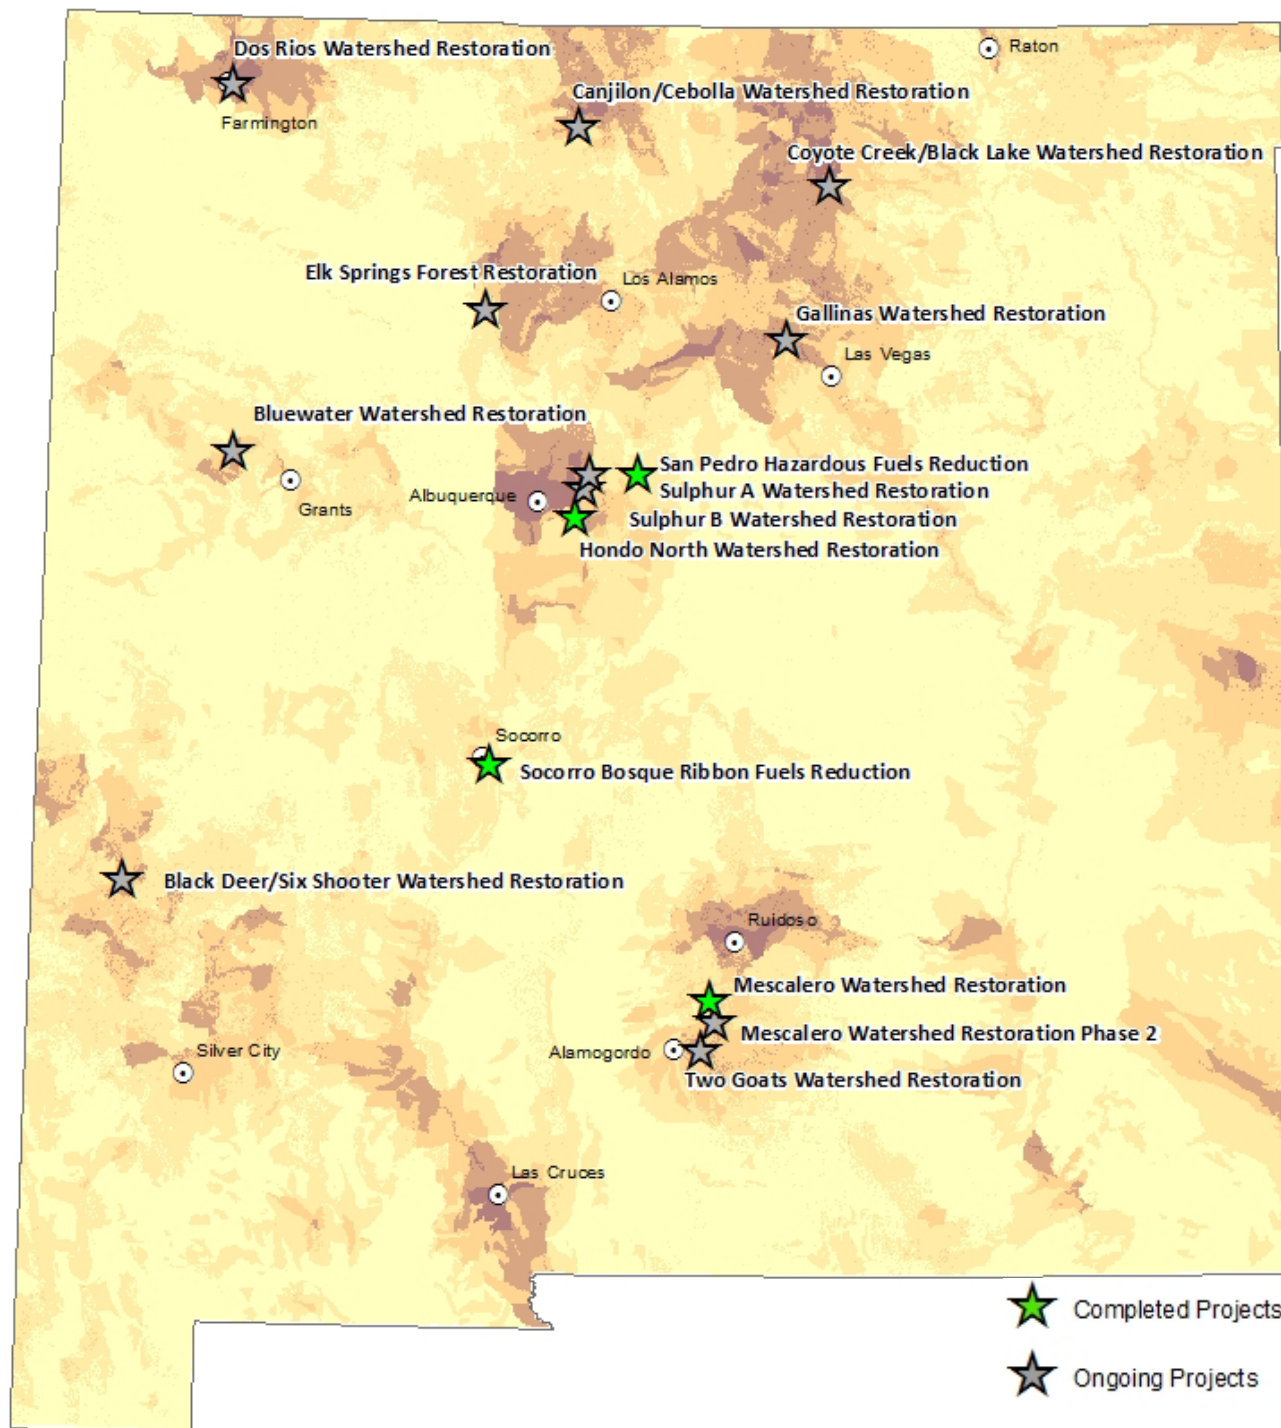 Dos Rios Watershed Restoration
Raton
Canjilon/Cebolla Watershed Restoration
Farmington
Coyote Creek/Black Lake Watershed Restoration
Elk Springs Forest Restoration
Los Alamos
Gallinas Watershed Restoration
Las Vegas
Bluewater Watershed Restoration
San Pedro Hazardous Fuels Reduction
Sulphur A Watershed Restoration
Albuquerque
Grants
Sulphur B Watershed Restoration
Hondo North Watershed Restoration
Socorro
Socorro Bosque Ribbon Fuels Reduction
Black Deer/Six Shooter Watershed Restoration
Ruidoso
Mescalero Watershed Restoration
Mescalero Watershed Restoration Phase 2
Silver City
Alamogordo
Two Goats Watershed Restoration
Las Cruces
Completed Projects
Ongoing Projects